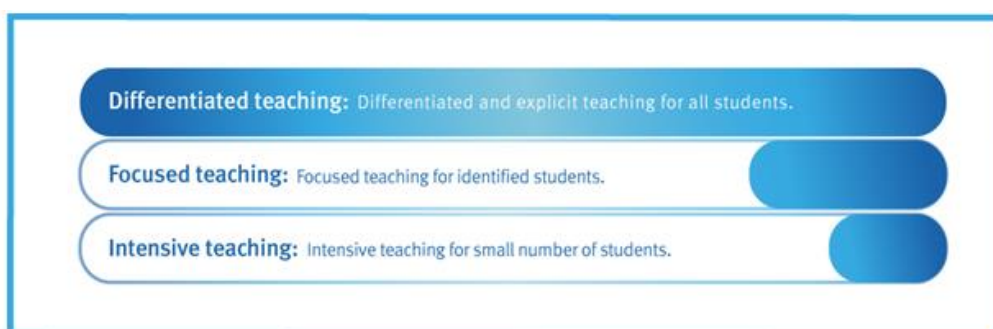 Differentiated teaching: Differentiated and explicit teaching for all students.
Focused teaching: Focused teaching for identified students.
Intensive teaching: Intensive teaching for small number of students.